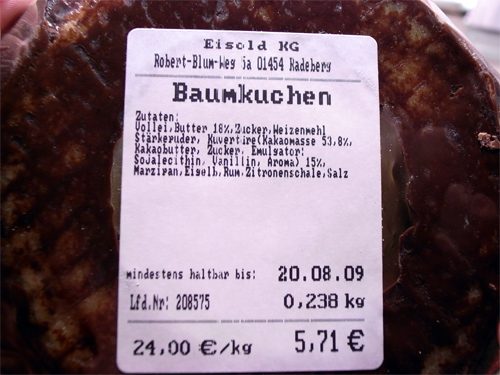 Eisold KG
Robert-Blum-Weg 6a 01454 Radeberg
Baumkuchen
Zutaten:
Vollei,Butter 18%,Zucker,Weizenmehl
Stärkepuder, Kuvertüre(Kakaomasse 53,8%,
Kakaobutter, Zucker, Emulgator:
Sojalecithin, Vanillin, Aroma) 15%,
Marzipan,Eigelb,Rum,Zitronenschale,Salz
mindestens haltbar bis: 20.08.09
Lfd.Nr: 208575 0,238 kg
24,00 €/kg 5,71 €